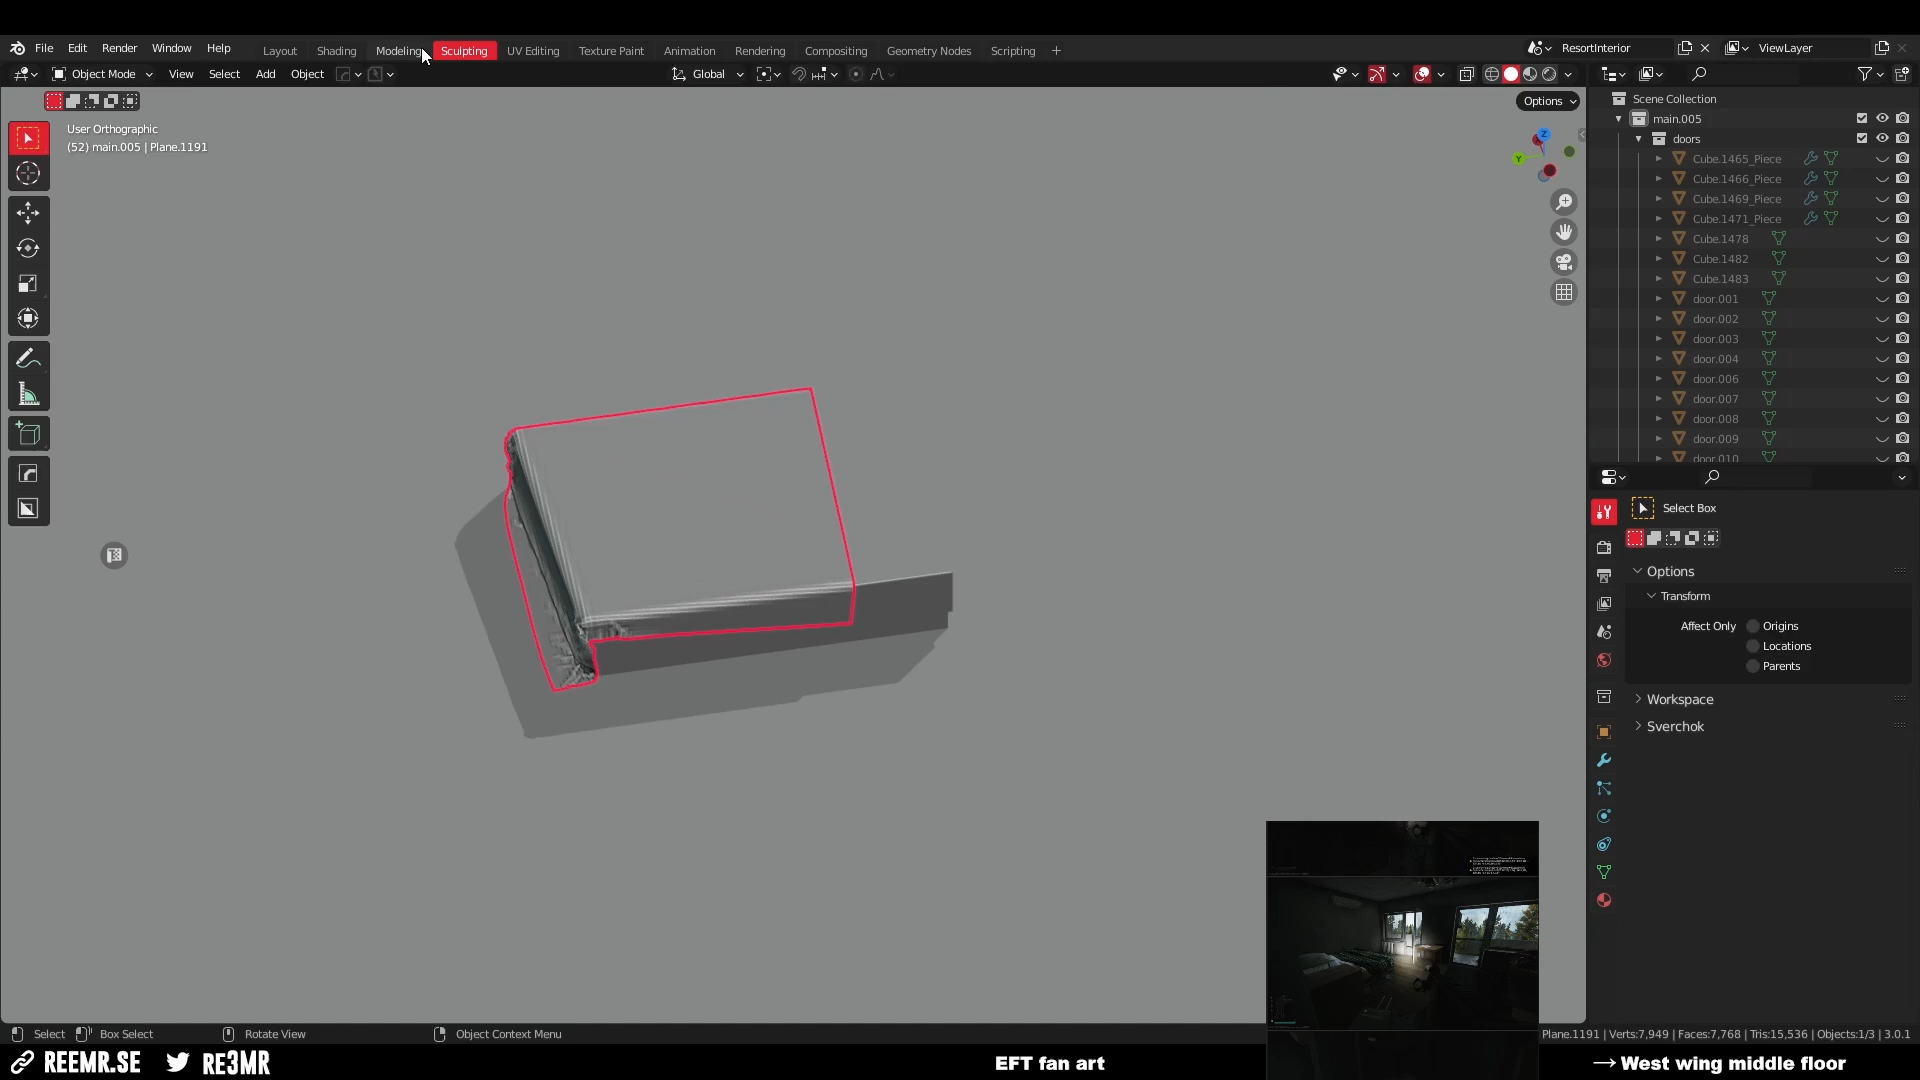 File Edit Render Window Help
Layout Shading Modeling Sculpting UV Editing Texture Paint Animation Rendering Compositing Geometry Nodes Scripting
ResortInterior
ViewLayer
Object Mode View Select Add Object
Global
Options
User Orthographic
(52) main.005 | Plane.1191
Z
Y
Scene Collection
main.005
doors
Cube.1465_Piece
Cube.1466_Piece
Cube.1469_Piece
Cube.1471_Piece
Cube.1478
Cube.1482
Cube.1483
door.001
door.002
door.003
door.004
door.006
door.007
door.008
door.009
door.010
Select Box
Options
Transform
Affect Only Origins
Locations
Parents
Workspace
Sverchok
Select Box Select Rotate View Object Context Menu
Plane.1191 | Verts:7,949 | Faces:7,768 | Tris:15,536 | Objects:1/3 | 3.0.1
REEMR.SE RE3MR EFT fan art → West wing middle floor